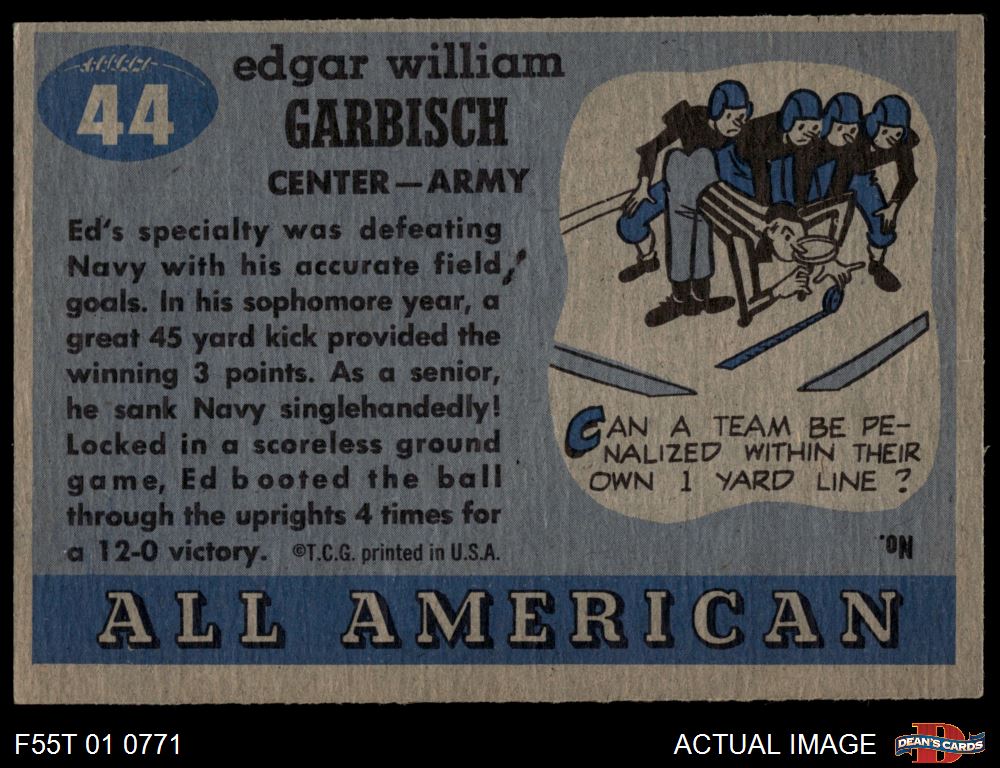 44
edgar william
GARBISCH
CENTER—ARMY
Ed's specialty was defeating
Navy with his accurate field
goals. In his sophomore year, a
great 45 yard kick provided the
winning 3 points. As a senior,
he sank Navy singlehandedly!
Locked in a scoreless ground
game, Ed booted the ball
through the uprights 4 times for
a 12-0 victory. ©T.C.G. printed in U.S.A.
CAN A TEAM BE PE-
NALIZED WITHIN THEIR
OWN 1 YARD LINE?
NO.
ALL AMERICAN
F55T 01 0771
ACTUAL IMAGE
D
DEAN'S CARDS